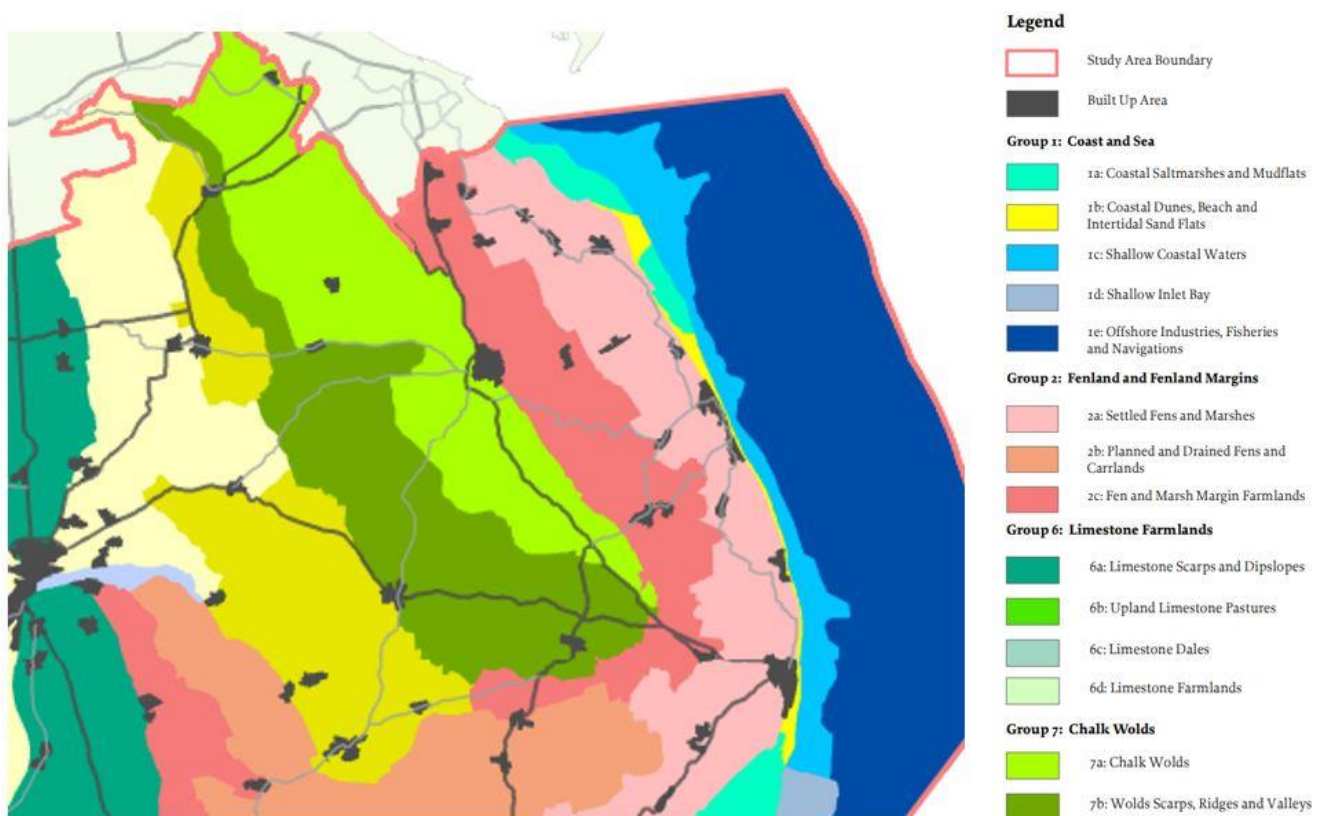 Legend
Study Area Boundary
Built Up Area
Group 1: Coast and Sea
1a: Coastal Saltmarshes and Mudflats
1b: Coastal Dunes, Beach and
Intertidal Sand Flats
1c: Shallow Coastal Waters
1d: Shallow Inlet Bay
1e: Offshore Industries, Fisheries
and Navigations
Group 2: Fenland and Fenland Margins
2a: Settled Fens and Marshes
2b: Planned and Drained Fens and
Carrlands
2c: Fen and Marsh Margin Farmlands
Group 6: Limestone Farmlands
6a: Limestone Scarps and Dipslopes
6b: Upland Limestone Pastures
6c: Limestone Dales
6d: Limestone Farmlands
Group 7: Chalk Wolds
7a: Chalk Wolds
7b: Wolds Scarps, Ridges and Valleys